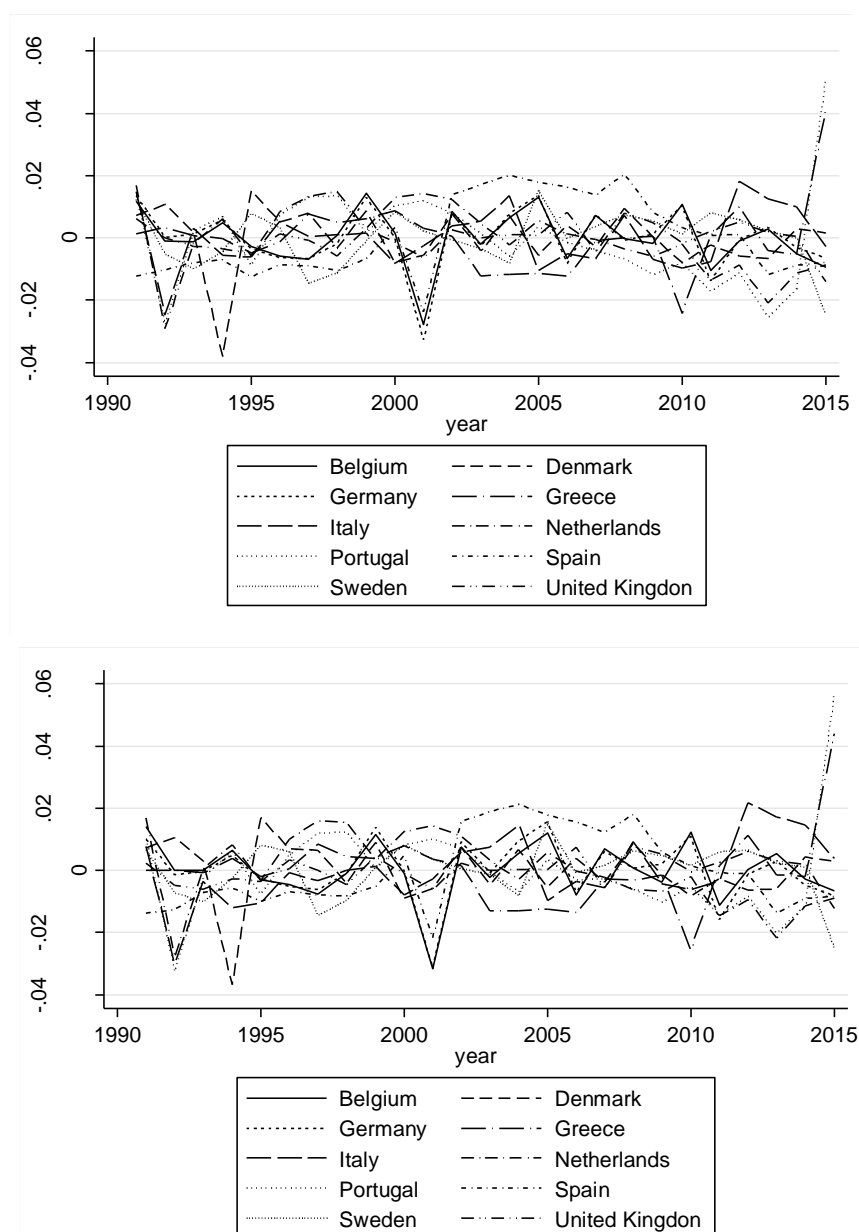 .06
.04
.02
0
-.02
-.04
1990 1995 2000 2005 2010 2015
year
Belgium Denmark
Germany Greece
Italy Netherlands
Portugal Spain
Sweden United Kingdon
.06
.04
.02
0
-.02
-.04
1990 1995 2000 2005 2010 2015
year
Belgium Denmark
Germany Greece
Italy Netherlands
Portugal Spain
Sweden United Kingdon